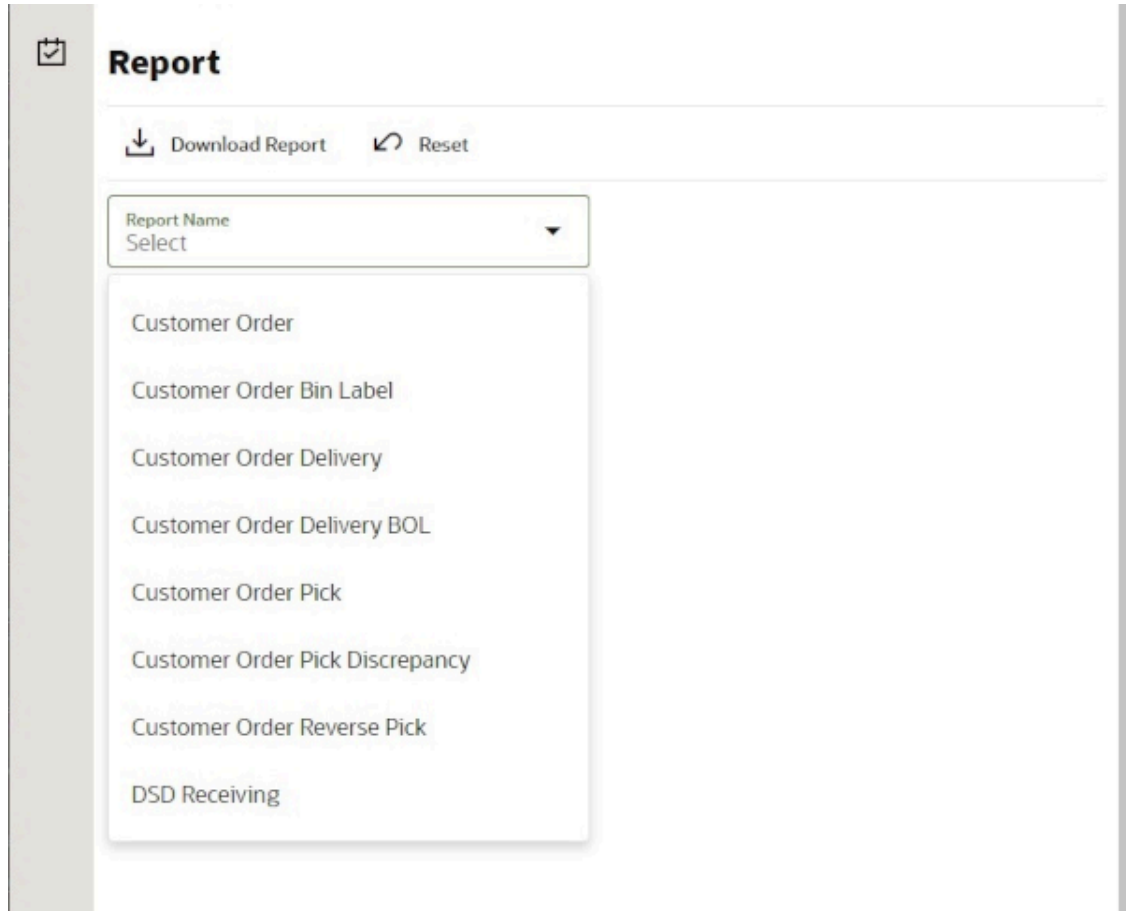 Report
Download Report Reset
Report Name
Select
Customer Order
Customer Order Bin Label
Customer Order Delivery
Customer Order Delivery BOL
Customer Order Pick
Customer Order Pick Discrepancy
Customer Order Reverse Pick
DSD Receiving